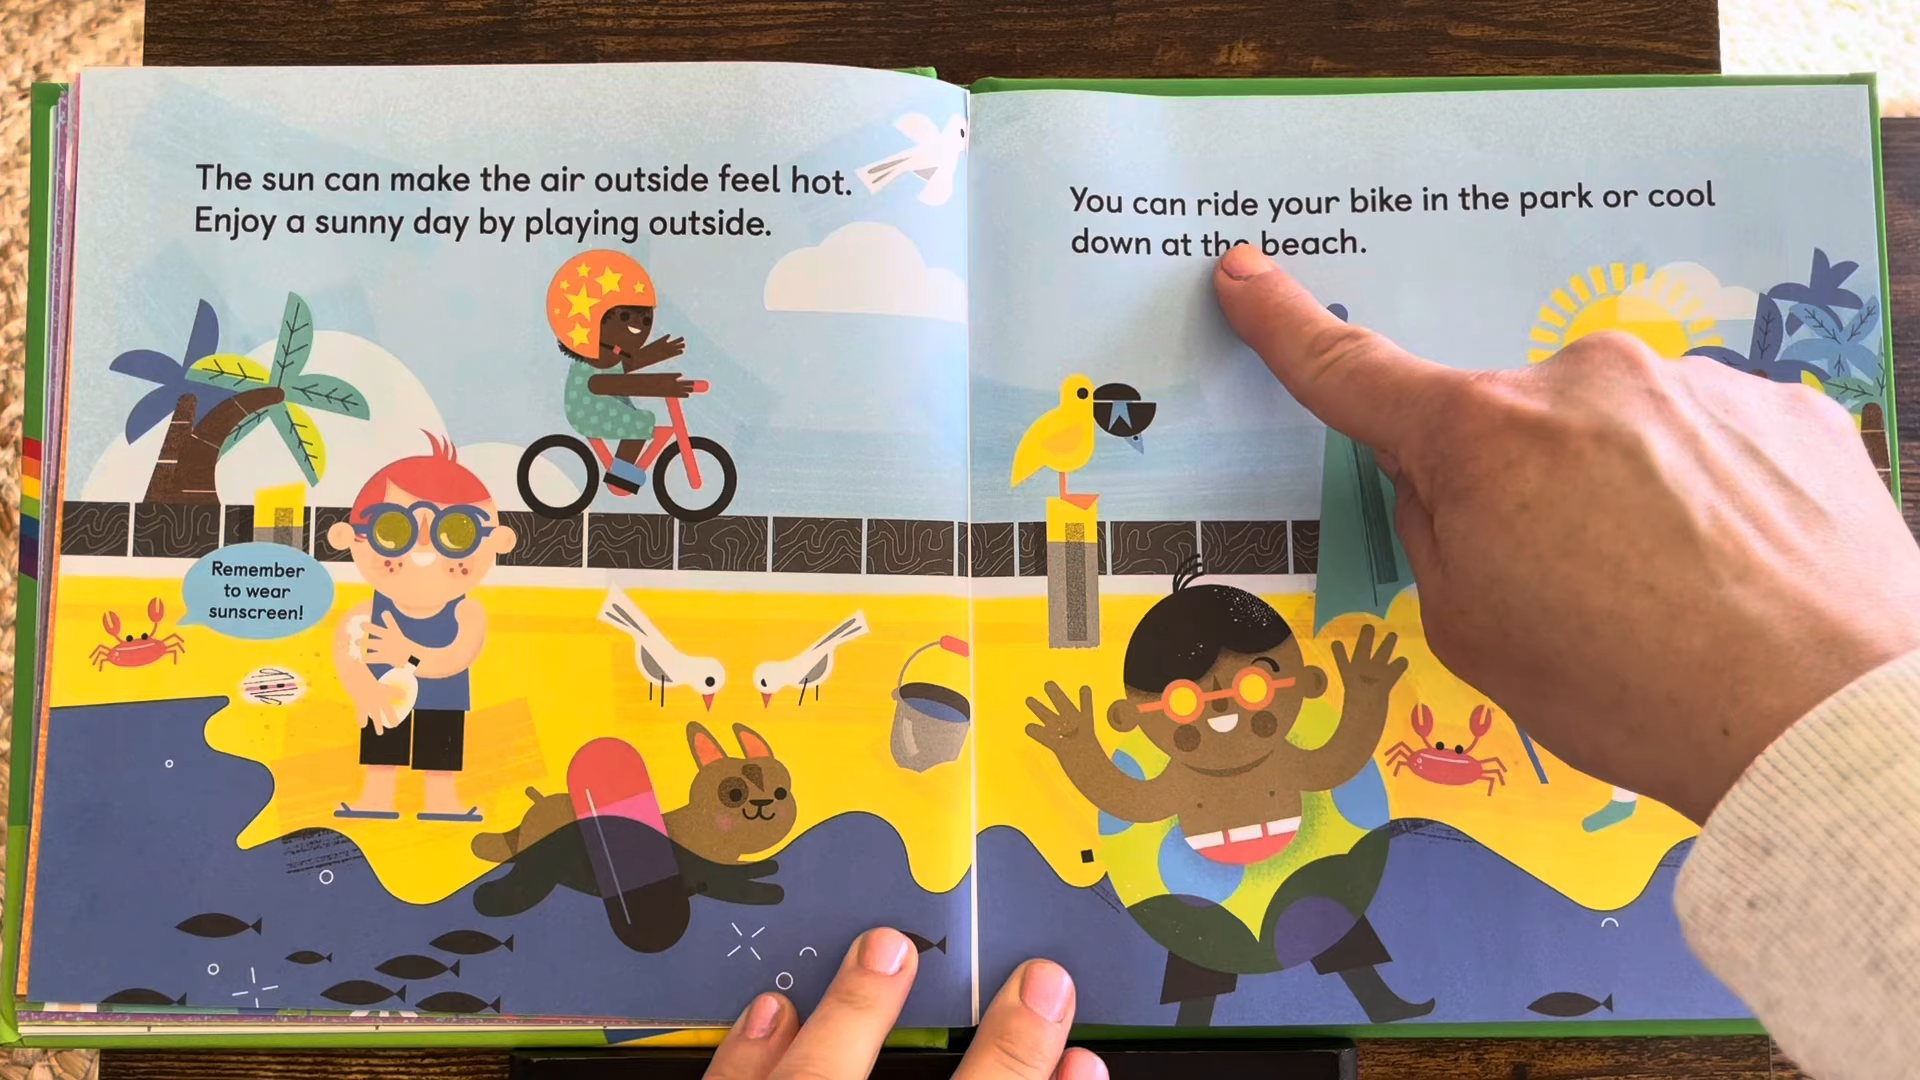 The sun can make the air outside feel hot.
Enjoy a sunny day by playing outside.
Remember
to wear
sunscreen!
You can ride your bike in the park or cool
down at the beach.